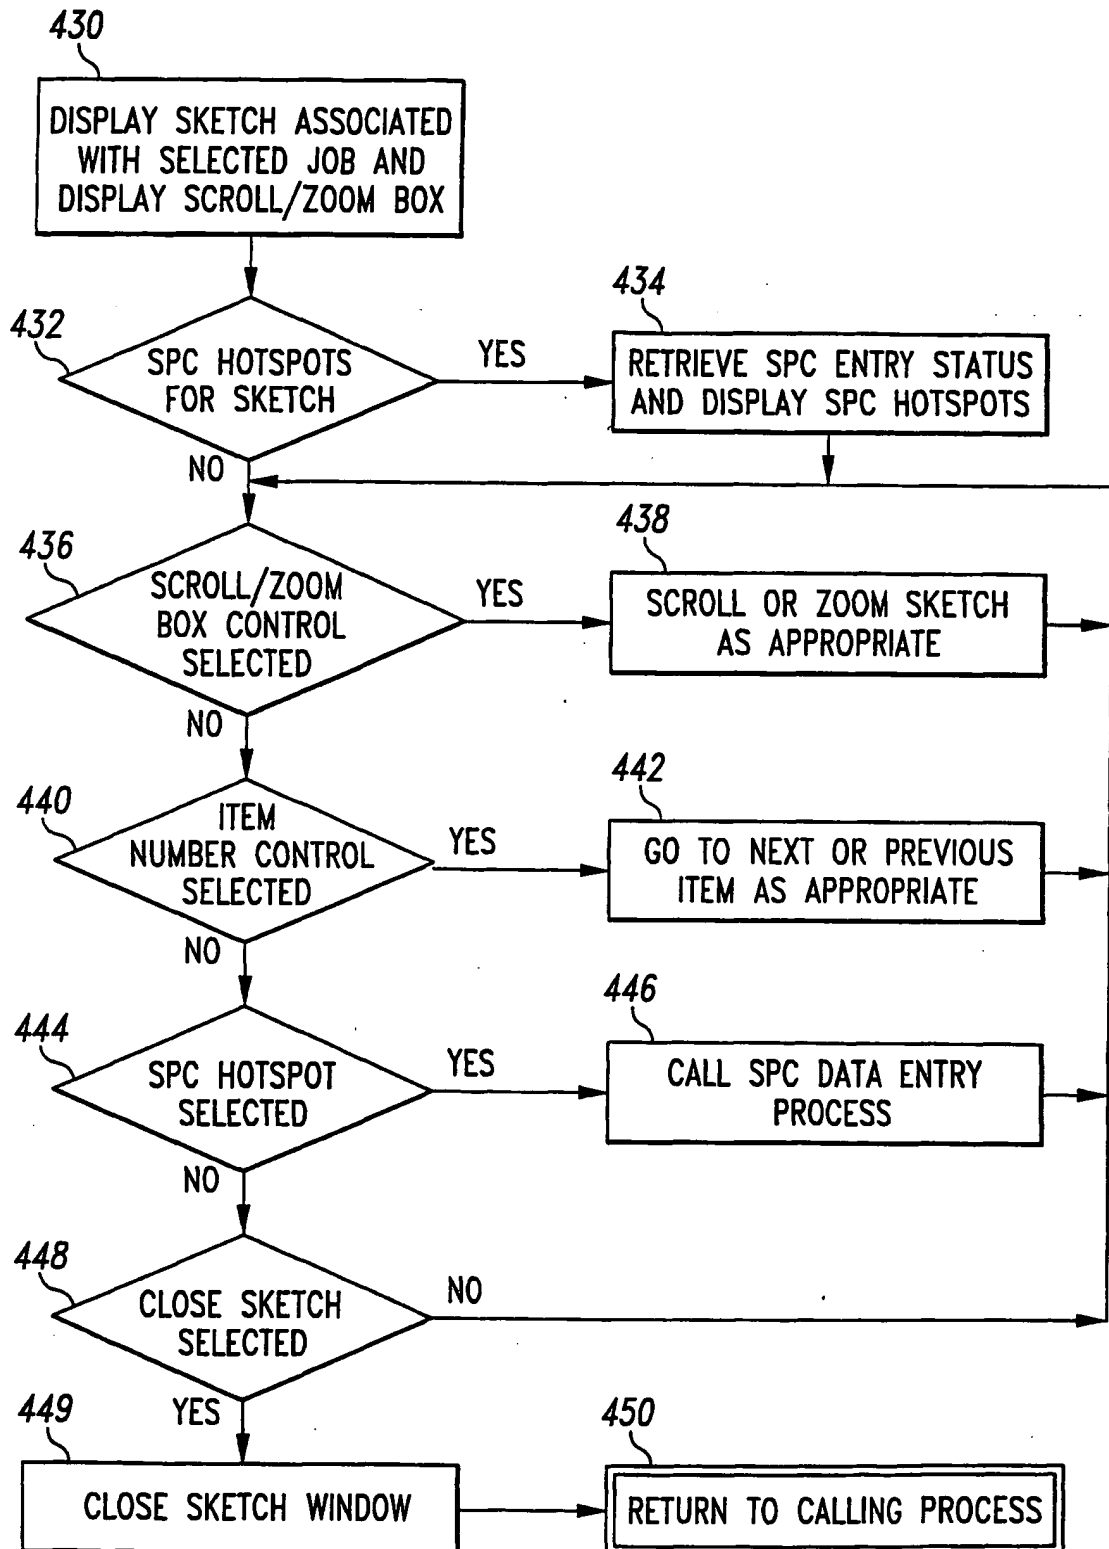 430
DISPLAY SKETCH ASSOCIATED
WITH SELECTED JOB AND
DISPLAY SCROLL/ZOOM BOX
432
SPC HOTSPOTS
FOR SKETCH
YES
434
RETRIEVE SPC ENTRY STATUS
AND DISPLAY SPC HOTSPOTS
NO
436
SCROLL/ZOOM
BOX CONTROL
SELECTED
YES
438
SCROLL OR ZOOM SKETCH
AS APPROPRIATE
NO
440
ITEM
NUMBER CONTROL
SELECTED
YES
442
GO TO NEXT OR PREVIOUS
ITEM AS APPROPRIATE
NO
444
SPC HOTSPOT
SELECTED
YES
446
CALL SPC DATA ENTRY
PROCESS
NO
448
CLOSE SKETCH
SELECTED
NO
YES
449
CLOSE SKETCH WINDOW
450
RETURN TO CALLING PROCESS